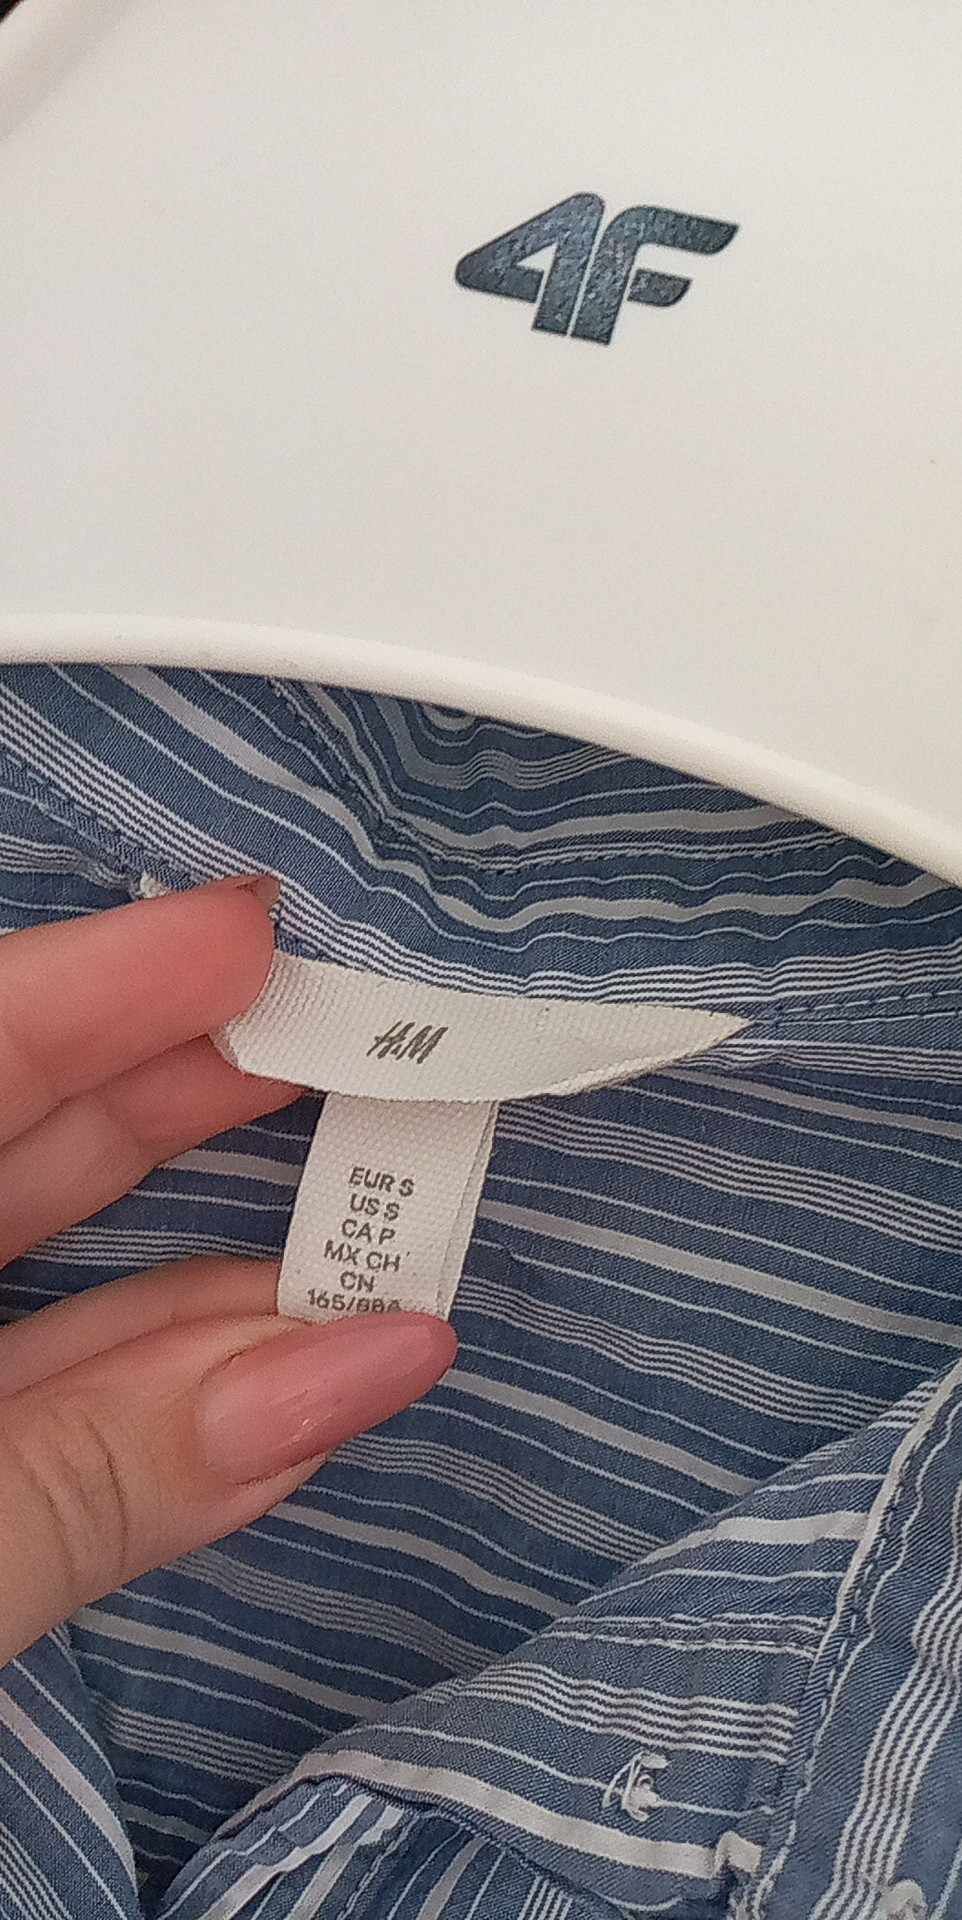 4F
H&M
EUR S
US S
CA P
MX CH
CN
165/88A